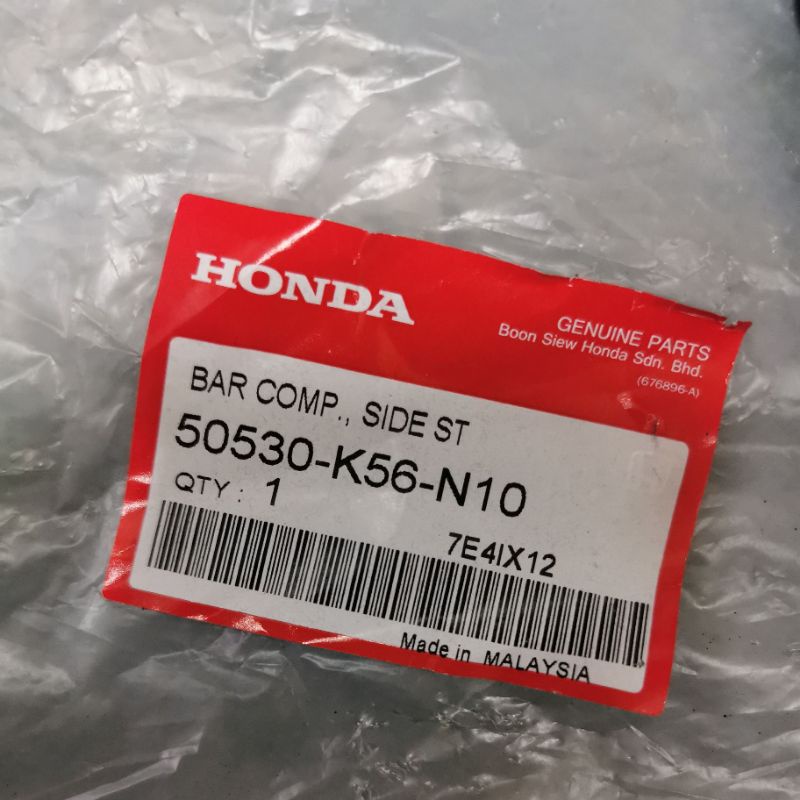 HONDA
GENUINE PARTS
Boon Siew Honda Sdn. Bhd.
(676896-A)
BAR COMP., SIDE ST
50530-K56-N10
QTY : 1
7E4IX12
Made in MALAYSIA